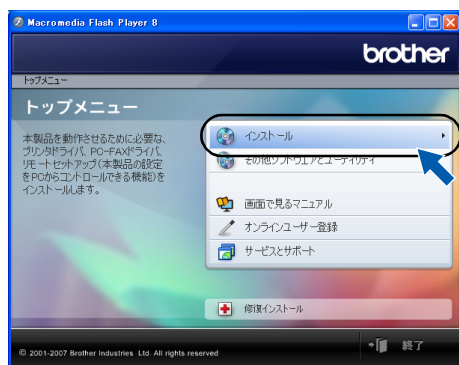 Macromedia Flash Player 8
brother
トップメニュー
トップメニュー
本製品を動作させるために必要な、
プリンタドライバ、PC-FAXドライバ、
リモートセットアップ（本製品の設定
をPCからコントロールできる機能）を
インストールします。
インストール
その他ソフトウェアとユーティリティ
画面で見るマニュアル
オンラインユーザー登録
サービスとサポート
修復インストール
© 2001-2007 Brother Industries Ltd. All rights reserved
終了